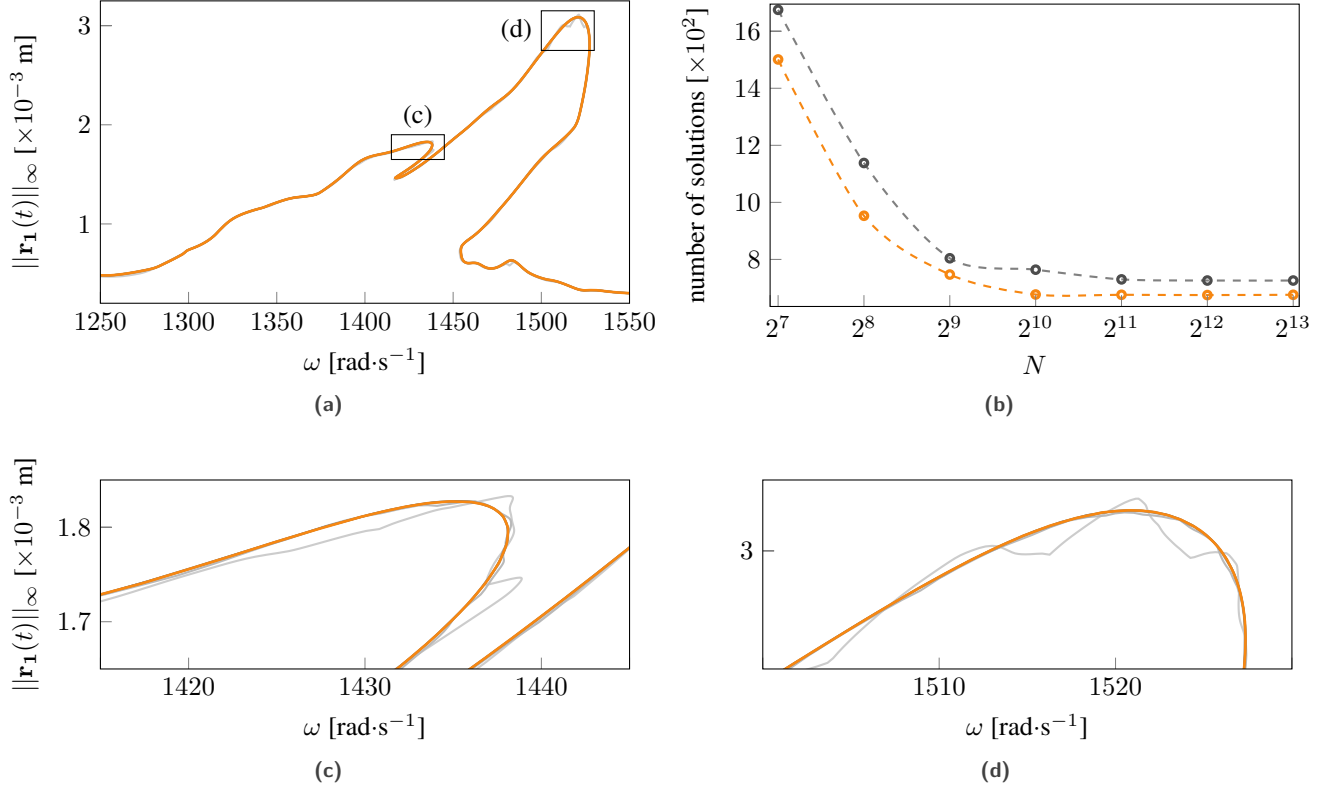 3
2
1
||r₁(t)||∞ [×10⁻³ m]
(d)
(c)
1250 1300 1350 1400 1450 1500 1550
ω [rad·s⁻¹]
(a)
16
14
12
10
8
number of solutions [×10²]
2⁷ 2⁸ 2⁹ 2¹⁰ 2¹¹ 2¹² 2¹³
N
(b)
1.8
1.7
||r₁(t)||∞ [×10⁻³ m]
1420 1430 1440
ω [rad·s⁻¹]
(c)
3
1510 1520
ω [rad·s⁻¹]
(d)